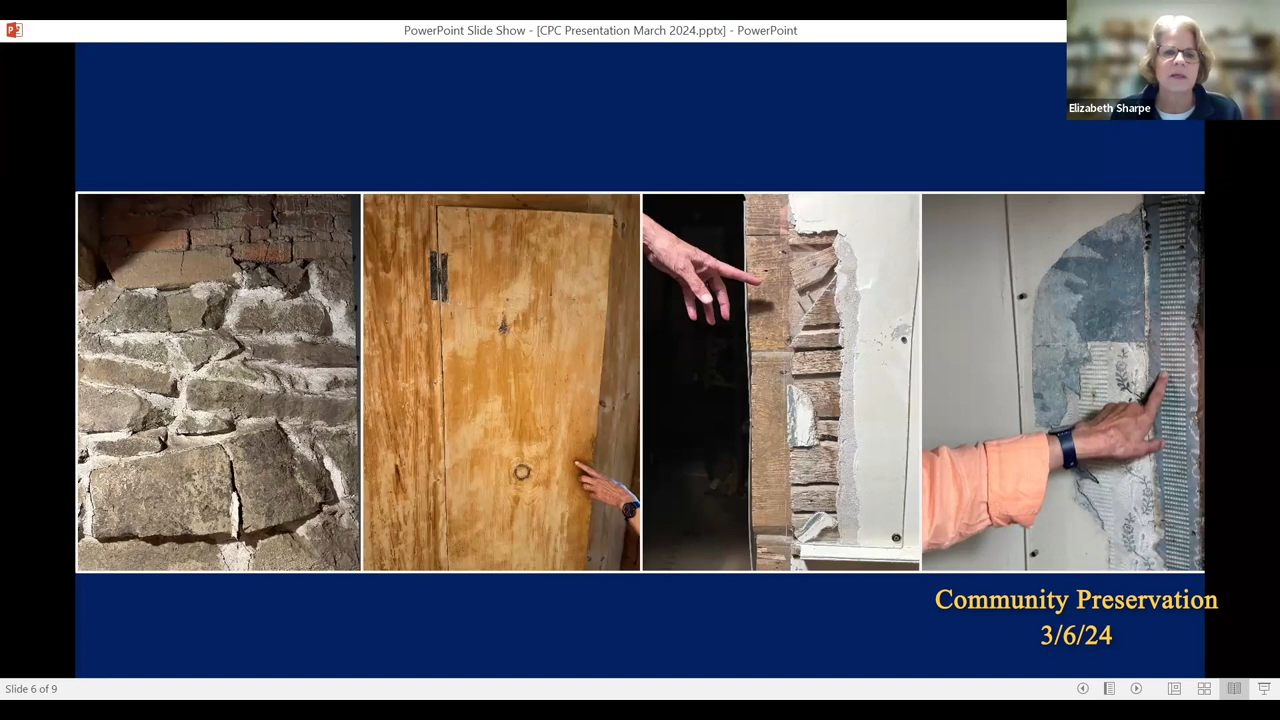 PowerPoint Slide Show - [CPC Presentation March 2024.pptx] - PowerPoint
Elizabeth Sharpe
Community Preservation
3/6/24
Slide 6 of 9